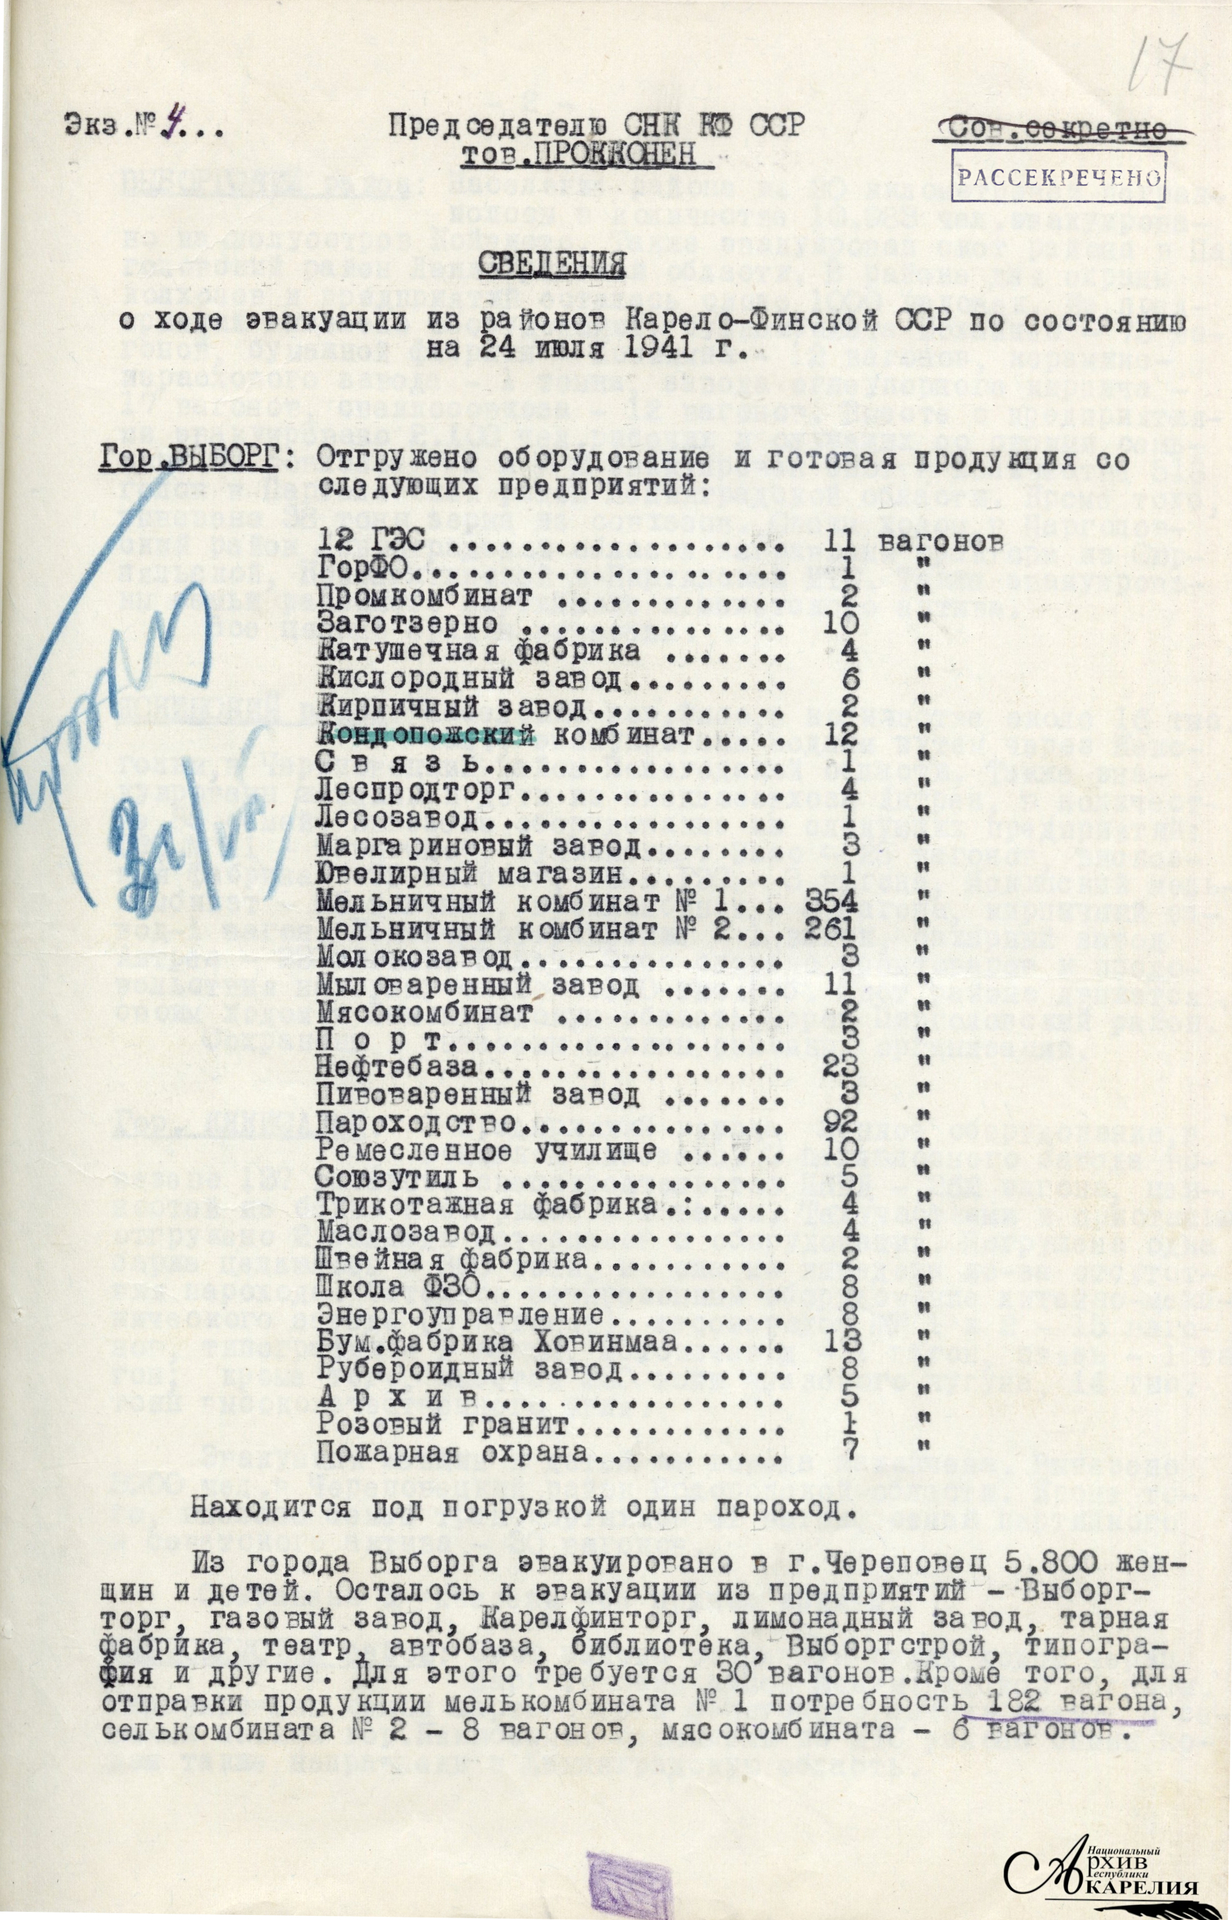 17
Экз.№ 4...
Председателю СНК КФ ССР
Сов.секретно
тов.ПРОККОНЕН
РАССЕКРЕЧЕНО
СВЕДЕНИЯ
о ходе эвакуации из районов Карело-Финской ССР по состоянию
на 24 июля 1941 г.
Гор.ВЫБОРГ: Отгружено оборудование и готовая продукция со
следующих предприятий:
12 ГЭС .................... 11 вагонов
ГорФО...................... 1 "
Промкомбинат .............. 2 "
Заготзерно ................ 10 "
Катушечная фабрика ....... 4 "
Кислородный завод......... 6 "
Кирпичный завод........... 2 "
Кондопожский комбинат..... 12 "
С в я з ь.................. 1 "
Леспродторг................ 4 "
Лесозавод.................. 1 "
Маргариновый завод........ 3 "
Ювелирный магазин......... 1 "
Мельничный комбинат № 1... 354 "
Мельничный комбинат № 2... 261 "
Молокозавод................ 3 "
Мыловаренный завод ....... 11 "
Мясокомбинат .............. 2 "
П о р т.................... 3 "
Нефтебаза.................. 23 "
Пивоваренный завод ....... 3 "
Пароходство................ 92 "
Ремесленное училище ...... 10 "
Союзутиль ................. 5 "
Трикотажная фабрика.:..... 4 "
Маслозавод................. 4 "
Швейная фабрика............ 2 "
Школа ФЗО.................. 8 "
Энергоуправление........... 8 "
Бум.фабрика Ховинмаа...... 13 "
Рубероидный завод......... 8 "
А р х и в.................. 5 "
Розовый гранит............. 1 "
Пожарная охрана............ 7 "
Находится под погрузкой один пароход.
Из города Выборга эвакуировано в г.Череповец 5.800 жен-
щин и детей. Осталось к эвакуации из предприятий - Выборг-
торг, газовый завод, Карелфинторг, лимонадный завод, тарная
фабрика, театр, автобаза, библиотека, Выборгстрой, типогра-
фия и другие. Для этого требуется 30 вагонов.Кроме того, для
отправки продукции мелькомбината № 1 потребность 182 вагона,
селькомбината № 2 - 8 вагонов, мясокомбината - 6 вагонов.
Национальный
Архив
Республики
КАРЕЛИЯ